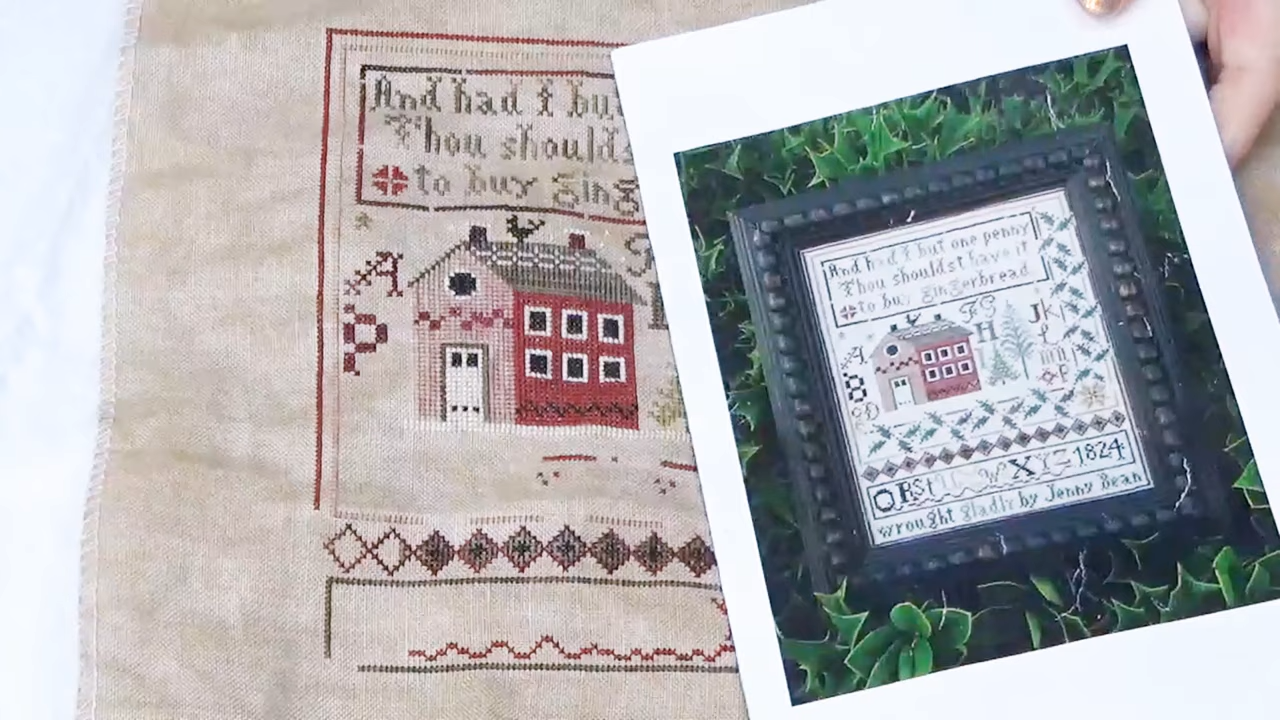 And had I bu
Thou shoulds
to buy ging
A
P
And had I but one penny
Thou shouldst have it
to buy gingerbread
F G
H
J K
L
A
B
D
Q R S t W X Y Z 1824
wrought gladly by Jenny Bean